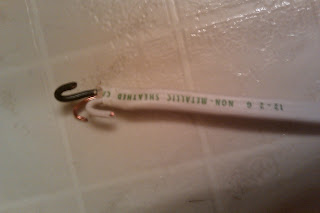 12-2 G NON-METALLIC SHEATHED